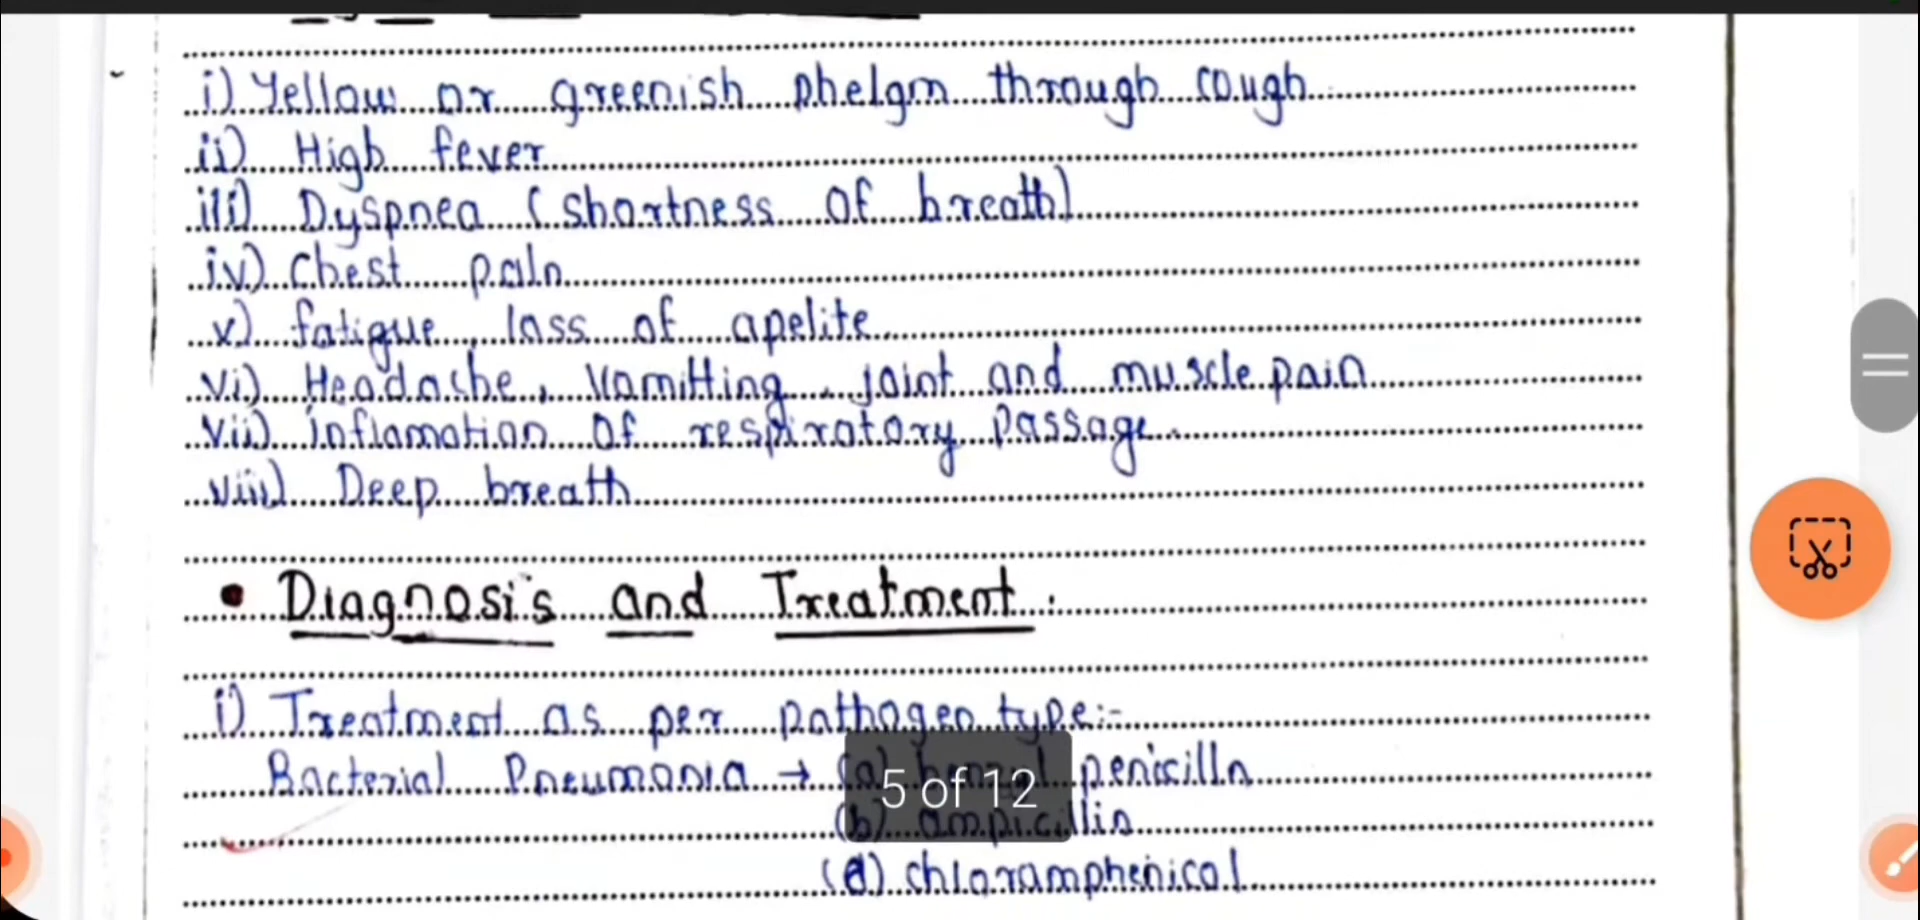 i) Yellow or greenish phelgm through cough
ii) High fever
iii) Dyspnea (shortness of breath)
iv) Chest pain
v) fatigue, loss of apelite.
vi) Headache, Vomitting, joint and muscle pain
vii) inflamation of respiratory passage.
viii) Deep breath
• Diagnosis and Treatment :
i) Treatment as per pathogen type:-
Bacterial Pneumonia → (a) benzyl penicilln
5 of 12
(b) ampicillin
(d) chloramphenicol